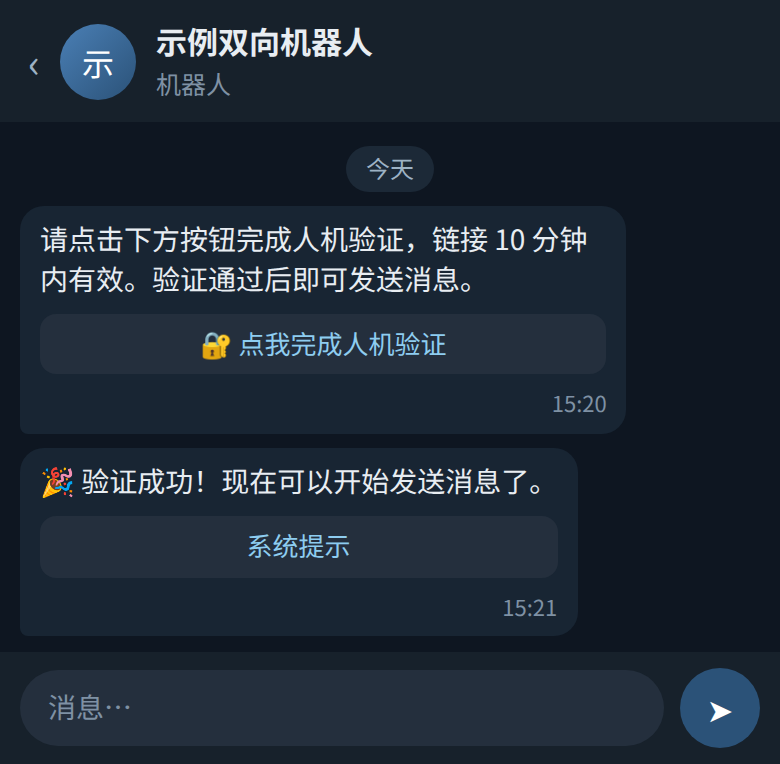 示例双向机器人
示
机器人
今天
请点击下方按钮完成人机验证，链接 10 分钟
内有效。验证通过后即可发送消息。
🔐 点我完成人机验证
15:20
🎉 验证成功！现在可以开始发送消息了。
系统提示
15:21
消息…